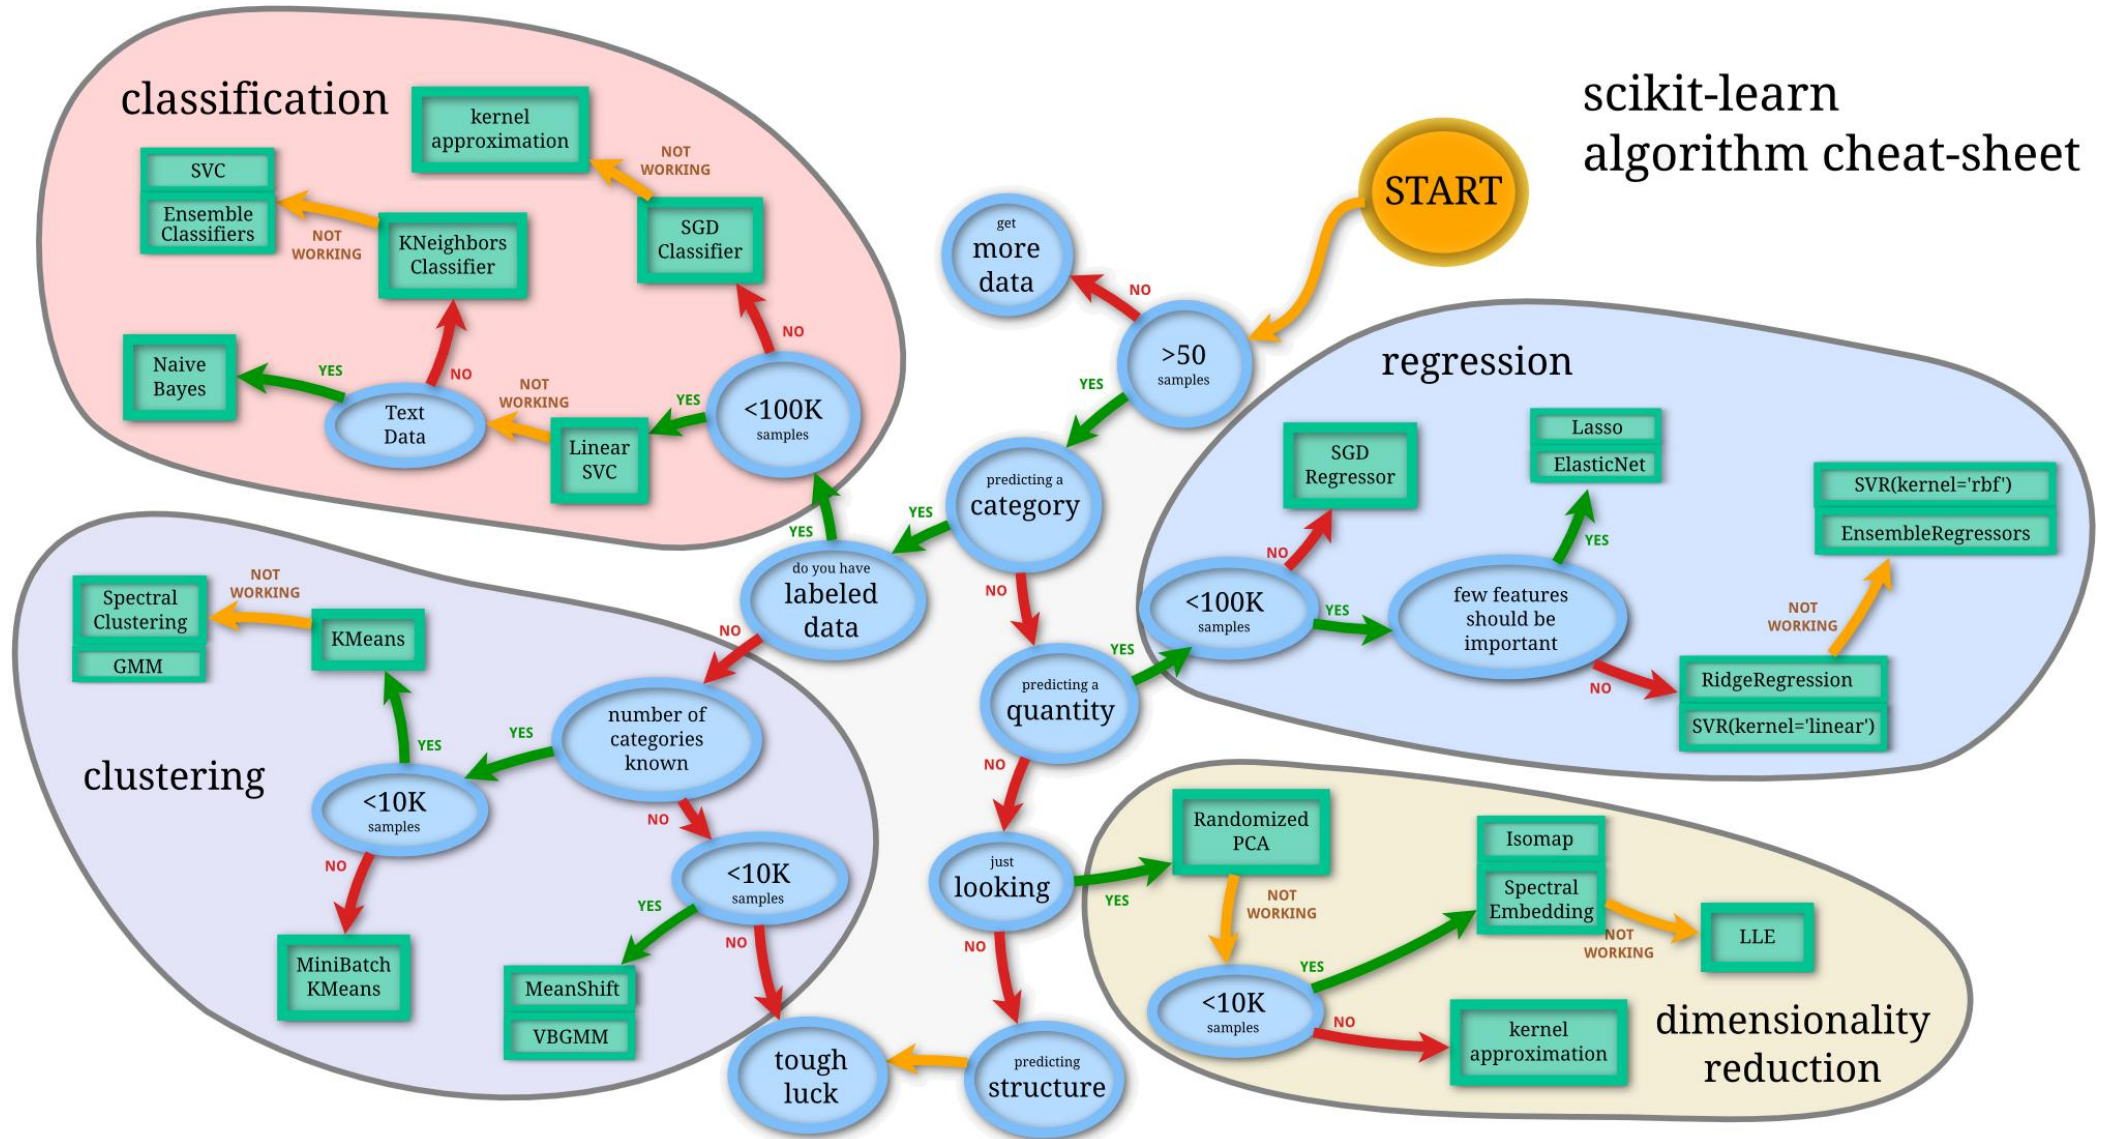 scikit-learn
algorithm cheat-sheet
START
>50
samples
NO
get
more
data
YES
predicting a
category
YES
do you have
labeled
data
YES
NO
NO
predicting a
quantity
YES
NO
just
looking
YES
NO
predicting
structure
tough
luck
classification
<100K
samples
NO
SGD
Classifier
NOT
WORKING
kernel
approximation
YES
Linear
SVC
NOT
WORKING
Text
Data
YES
Naive
Bayes
NO
KNeighbors
Classifier
NOT
WORKING
SVC
Ensemble
Classifiers
clustering
number of
categories
known
YES
<10K
samples
YES
KMeans
NOT
WORKING
Spectral
Clustering
GMM
NO
MiniBatch
KMeans
NO
<10K
samples
YES
MeanShift
VBGMM
NO
regression
<100K
samples
NO
SGD
Regressor
YES
few features
should be
important
YES
Lasso
ElasticNet
NO
RidgeRegression
SVR(kernel='linear')
NOT
WORKING
SVR(kernel='rbf')
EnsembleRegressors
dimensionality
reduction
Randomized
PCA
NOT
WORKING
<10K
samples
YES
Isomap
Spectral
Embedding
NOT
WORKING
LLE
NO
kernel
approximation